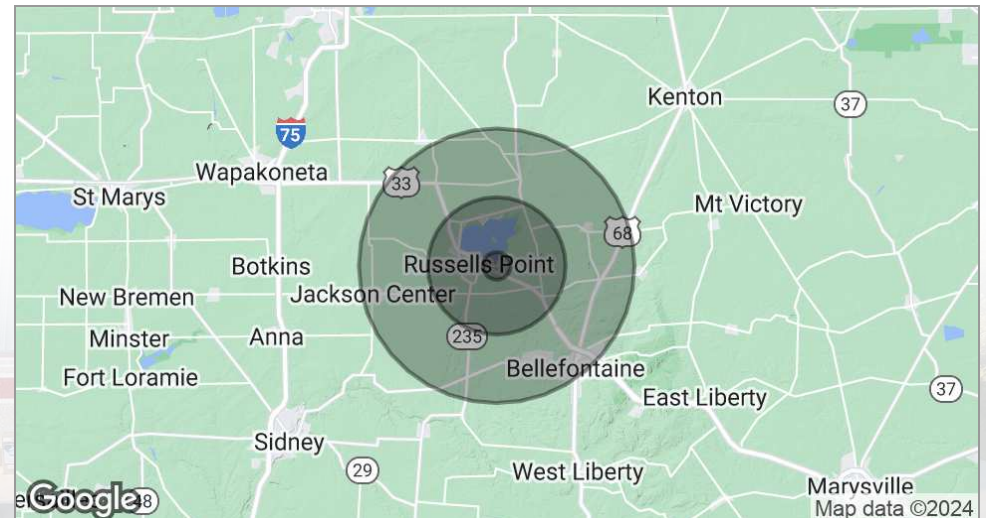 Kenton
37
75
Wapakoneta
33
St Marys
Mt Victory
68
Botkins
Russells Point
New Bremen
Jackson Center
Minster
Anna
235
Fort Loramie
Bellefontaine
East Liberty
37
Sidney
29
West Liberty
Marysville
Google
48
Map data ©2024